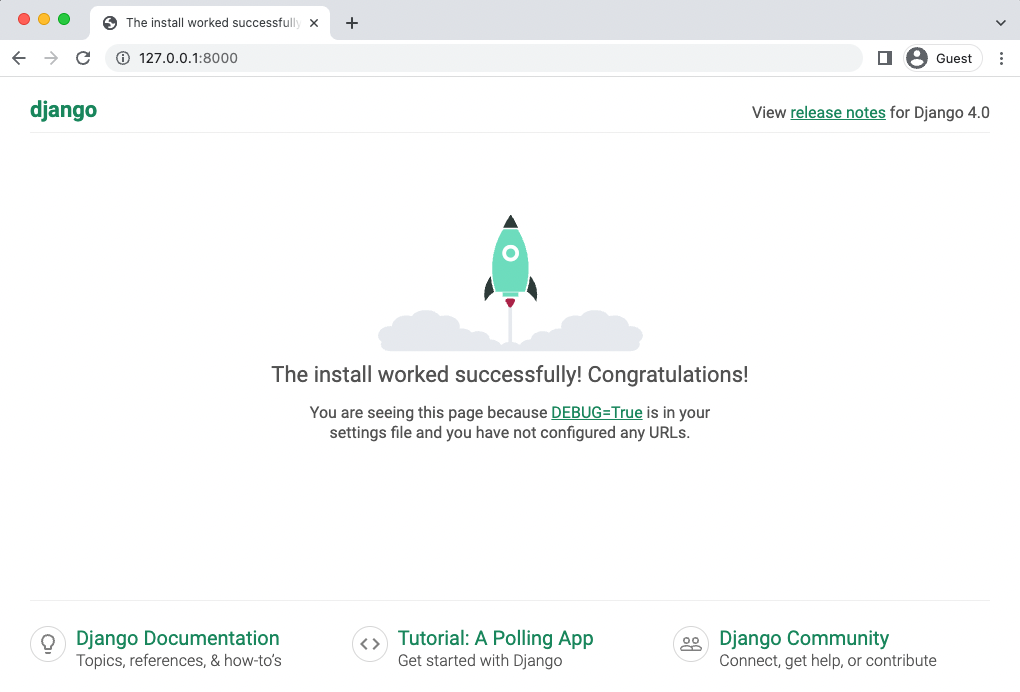 The install worked successfully
127.0.0.1:8000
Guest
django
View release notes for Django 4.0
The install worked successfully! Congratulations!
You are seeing this page because DEBUG=True is in your
settings file and you have not configured any URLs.
Django Documentation
Topics, references, & how-to’s
Tutorial: A Polling App
Get started with Django
Django Community
Connect, get help, or contribute